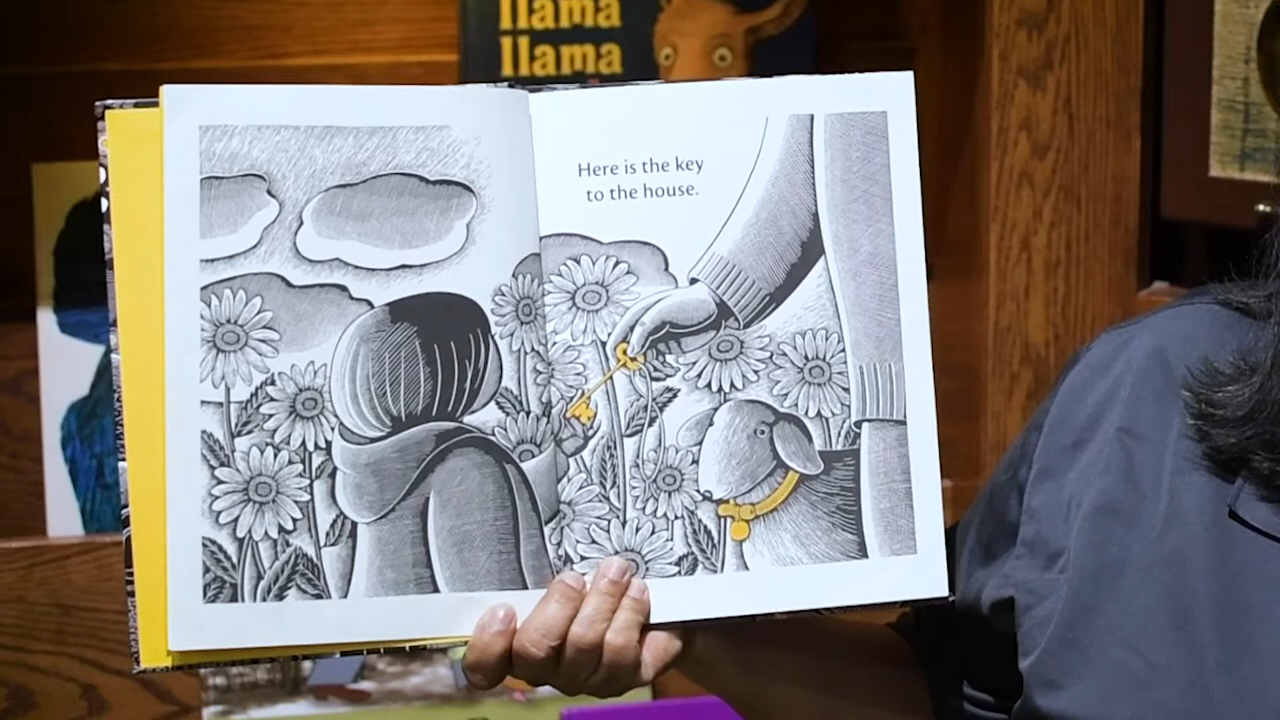 llama
llama
Here is the key
to the house.